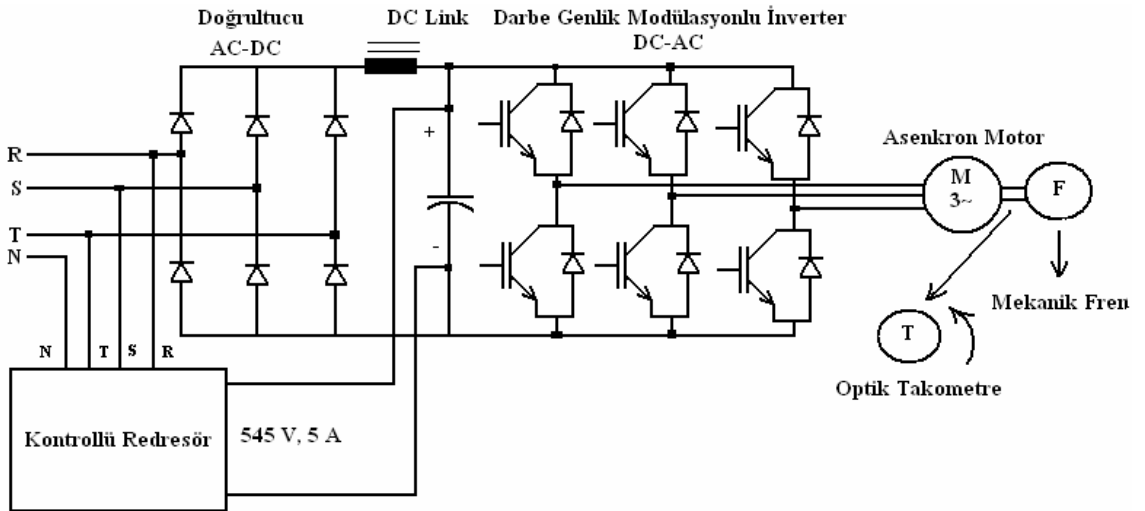 Doğrultucu
AC-DC
DC Link
Darbe Genlik Modülasyonlu İnverter
DC-AC
Asenkron Motor
R
S
T
N
+
-
M
3~
F
Mekanik Fren
T
Optik Takometre
N
T
S
R
Kontrollü Redresör
545 V, 5 A